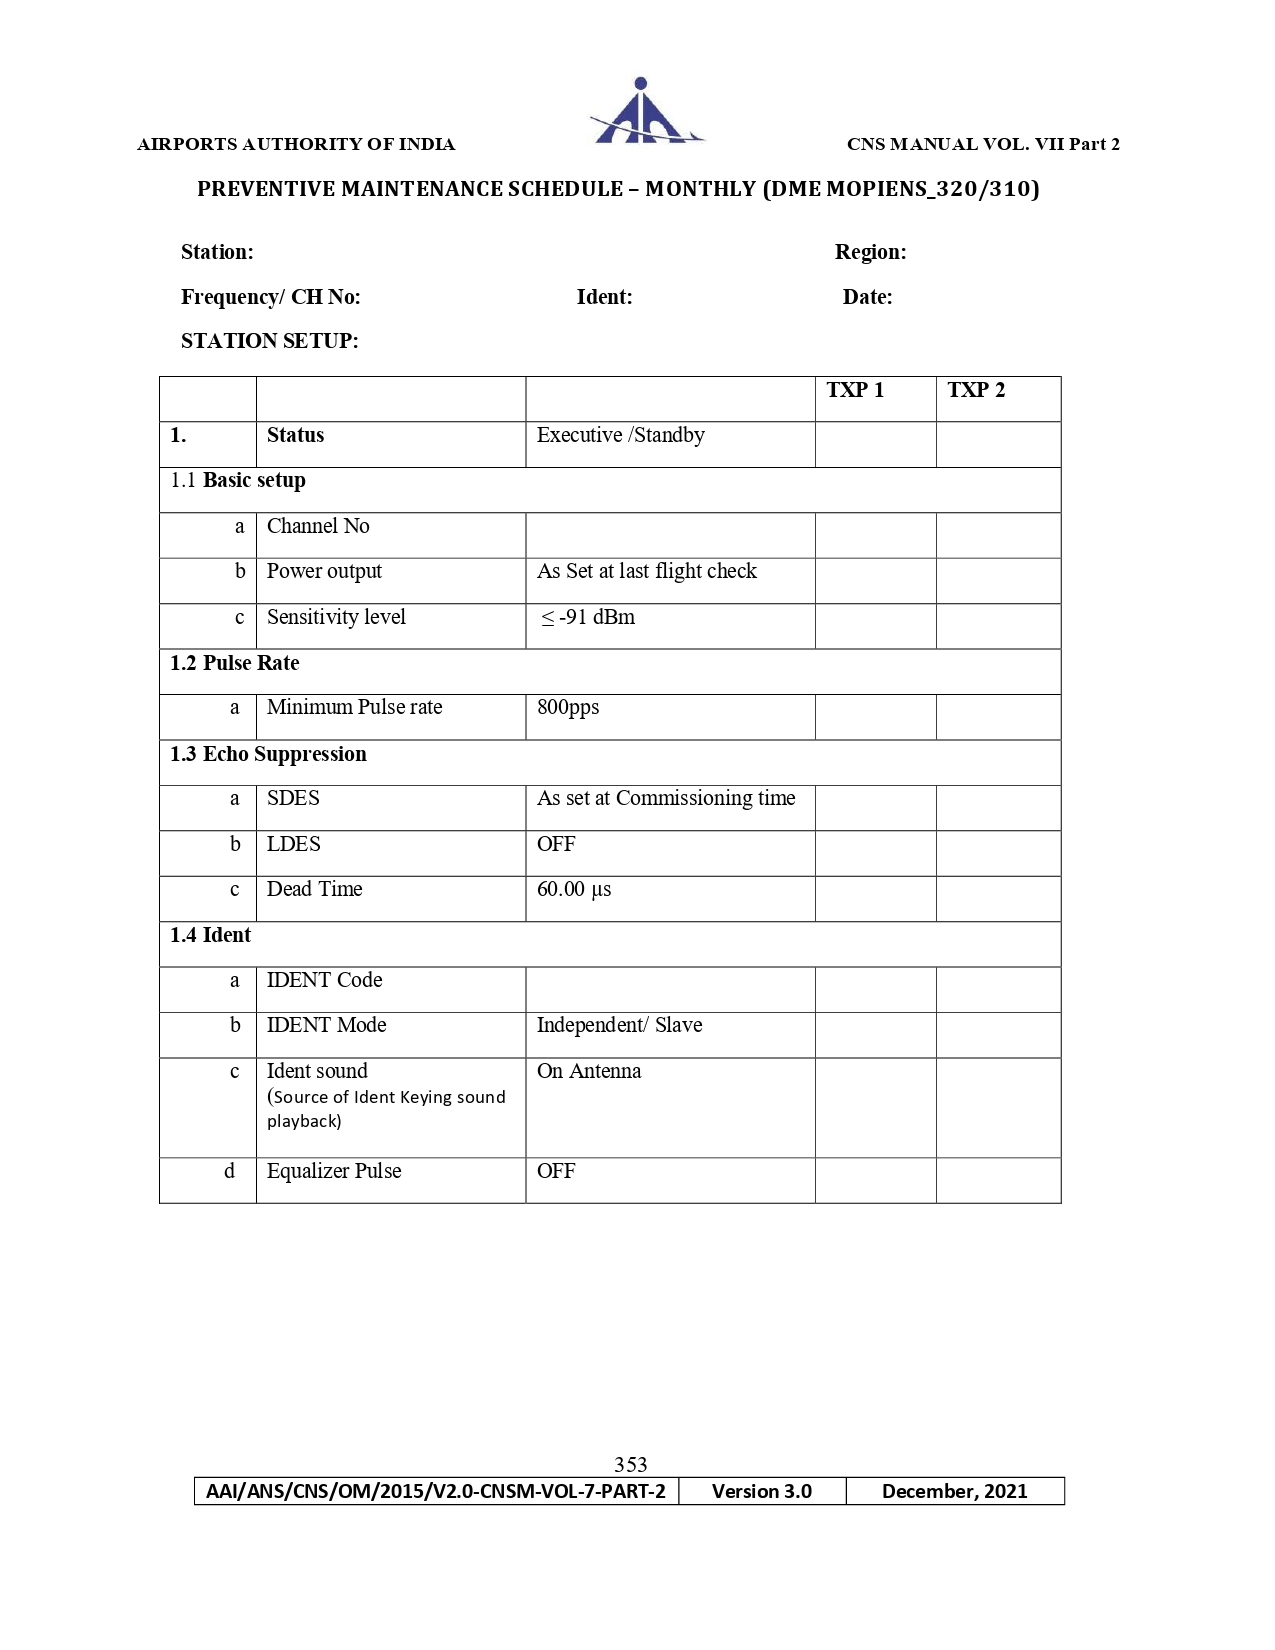 AIRPORTS AUTHORITY OF INDIA CNS MANUAL VOL. VII Part 2
PREVENTIVE MAINTENANCE SCHEDULE – MONTHLY (DME MOPIENS_320/310)
Station: Region:
Frequency/ CH No: Ident: Date:
STATION SETUP:
TXP 1 TXP 2
1. Status Executive /Standby
1.1 Basic setup
a Channel No
b Power output As Set at last flight check
c Sensitivity level ≤ -91 dBm
1.2 Pulse Rate
a Minimum Pulse rate 800pps
1.3 Echo Suppression
a SDES As set at Commissioning time
b LDES OFF
c Dead Time 60.00 µs
1.4 Ident
a IDENT Code
b IDENT Mode Independent/ Slave
c Ident sound On Antenna
(Source of Ident Keying sound
playback)
d Equalizer Pulse OFF
353
AAI/ANS/CNS/OM/2015/V2.0-CNSM-VOL-7-PART-2 Version 3.0 December, 2021